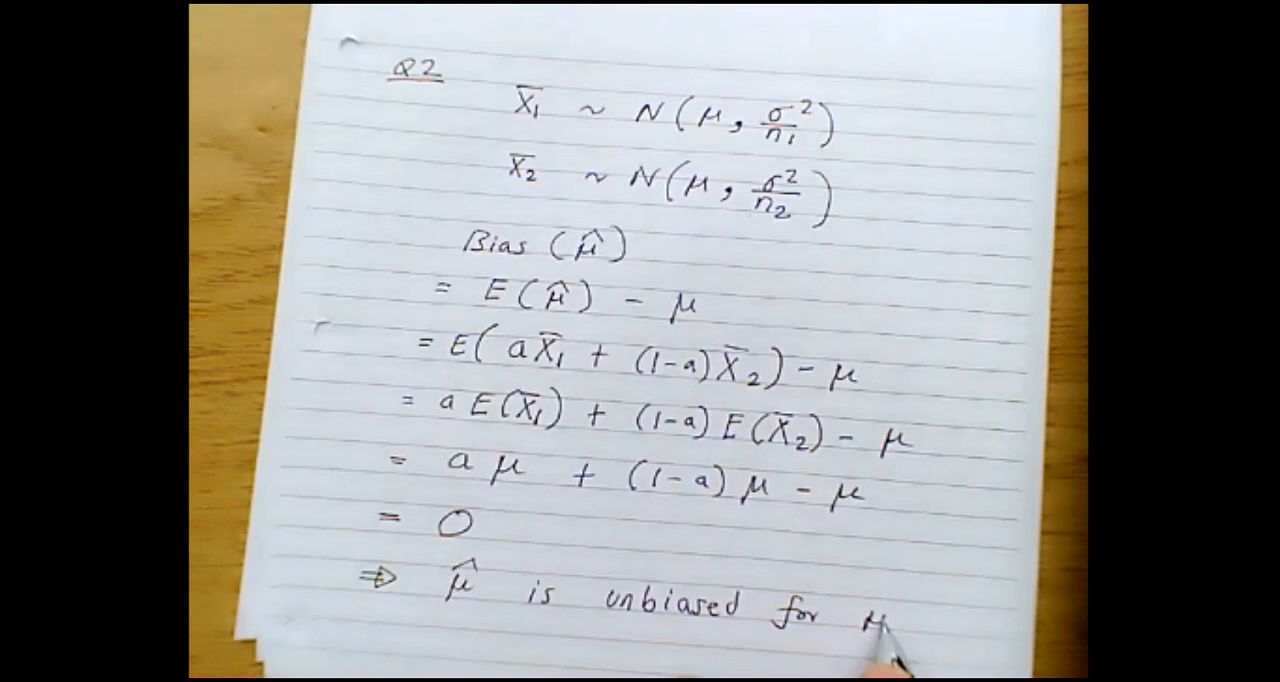 Q2
X̄₁ ~ N(μ, σ²/n₁)
X̄₂ ~ N(μ, σ²/n₂)
Bias (μ̂)
= E(μ̂) - μ
= E(aX̄₁ + (1-a)X̄₂) - μ
= a E(X̄₁) + (1-a) E(X̄₂) - μ
= a μ + (1-a) μ - μ
= 0
⇒ μ̂ is unbiased for μ